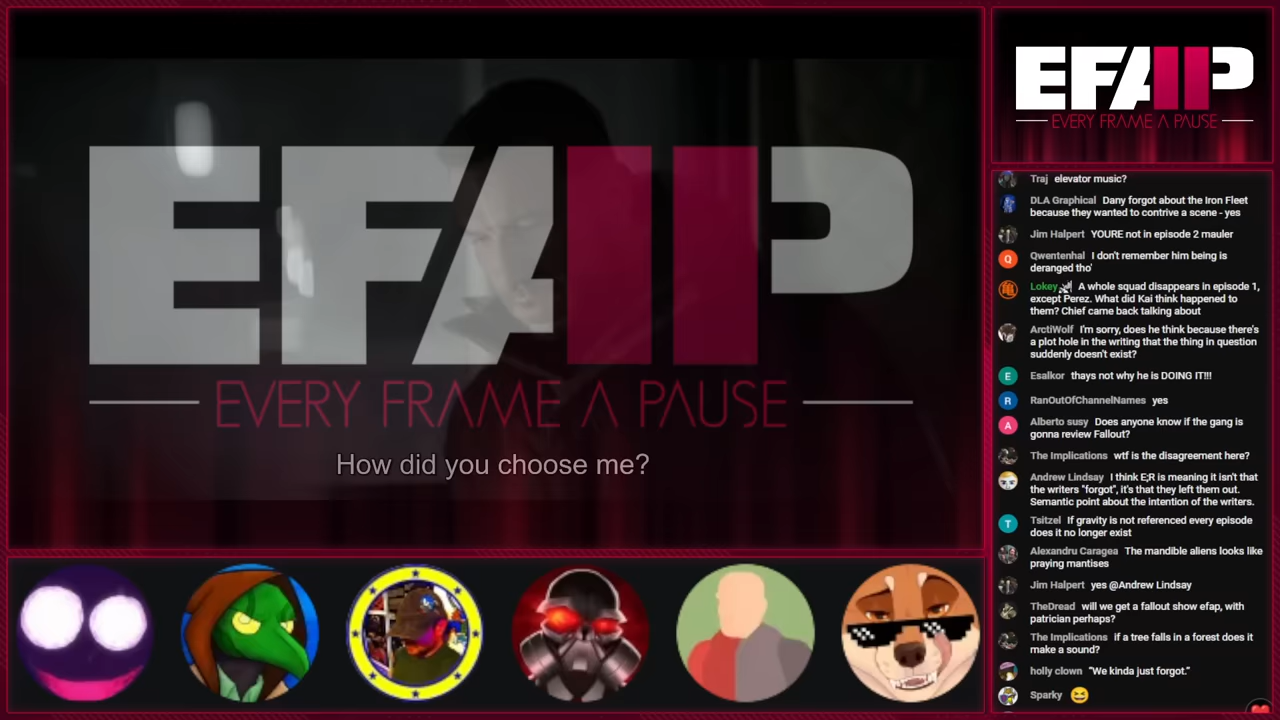 EFAP
EVERY FRAME A PAUSE
How did you choose me?
EFAP
EVERY FRAME A PAUSE
Traj elevator music?
DLA Graphical Dany forgot about the Iron Fleet
because they wanted to contrive a scene - yes
Jim Halpert YOURE not in episode 2 mauler
Qwentenhal I don't remember him being
deranged tho'
Lokey A whole squad disappears in episode 1,
except Perez. What did Kai think happened to
them? Chief came back talking about
ArctiWolf I'm sorry, does he think because there's
a plot hole in the writing that the thing in question
suddenly doesn't exist?
Esalkor thays not why he is DOING IT!!!
RanOutOfChannelNames yes
Alberto susy Does anyone know if the gang is
gonna review Fallout?
The Implications wtf is the disagreement here?
Andrew Lindsay I think E;R is meaning it isn't that
the writers "forgot", it's that they left them out.
Semantic point about the intention of the writers.
Tsitzel If gravity is not referenced every episode
does it no longer exist
Alexandru Caragea The mandible aliens looks like
praying mantises
Jim Halpert yes @Andrew Lindsay
TheDread will we get a fallout show efap, with
patrician perhaps?
The Implications if a tree falls in a forest does it
make a sound?
holly clown "We kinda just forgot."
Sparky